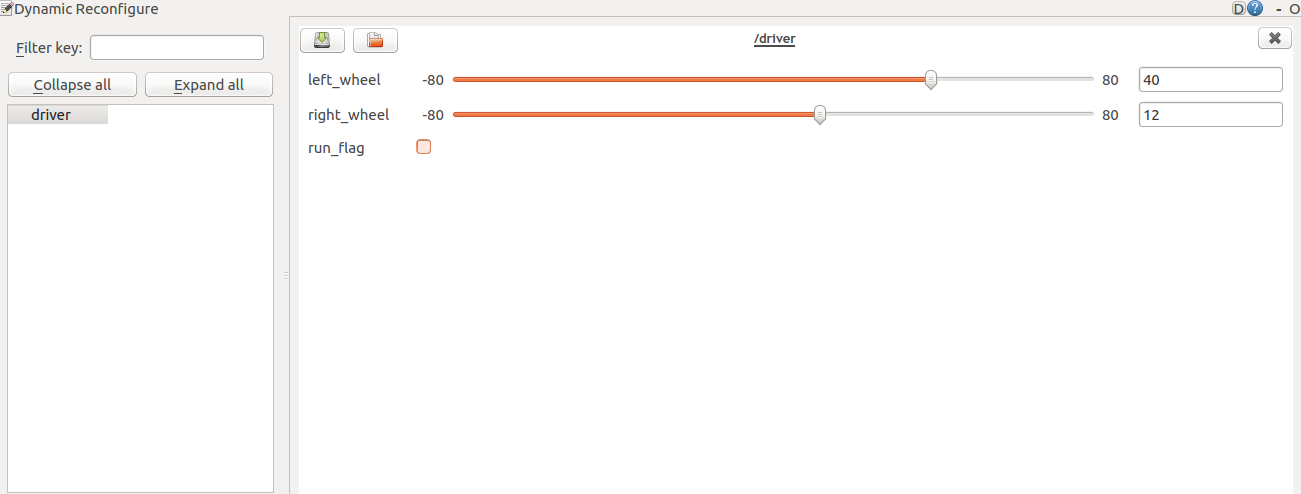 Dynamic Reconfigure
D ? - O
Filter key:
Collapse all Expand all
driver
/driver
left_wheel -80 80 40
right_wheel -80 80 12
run_flag